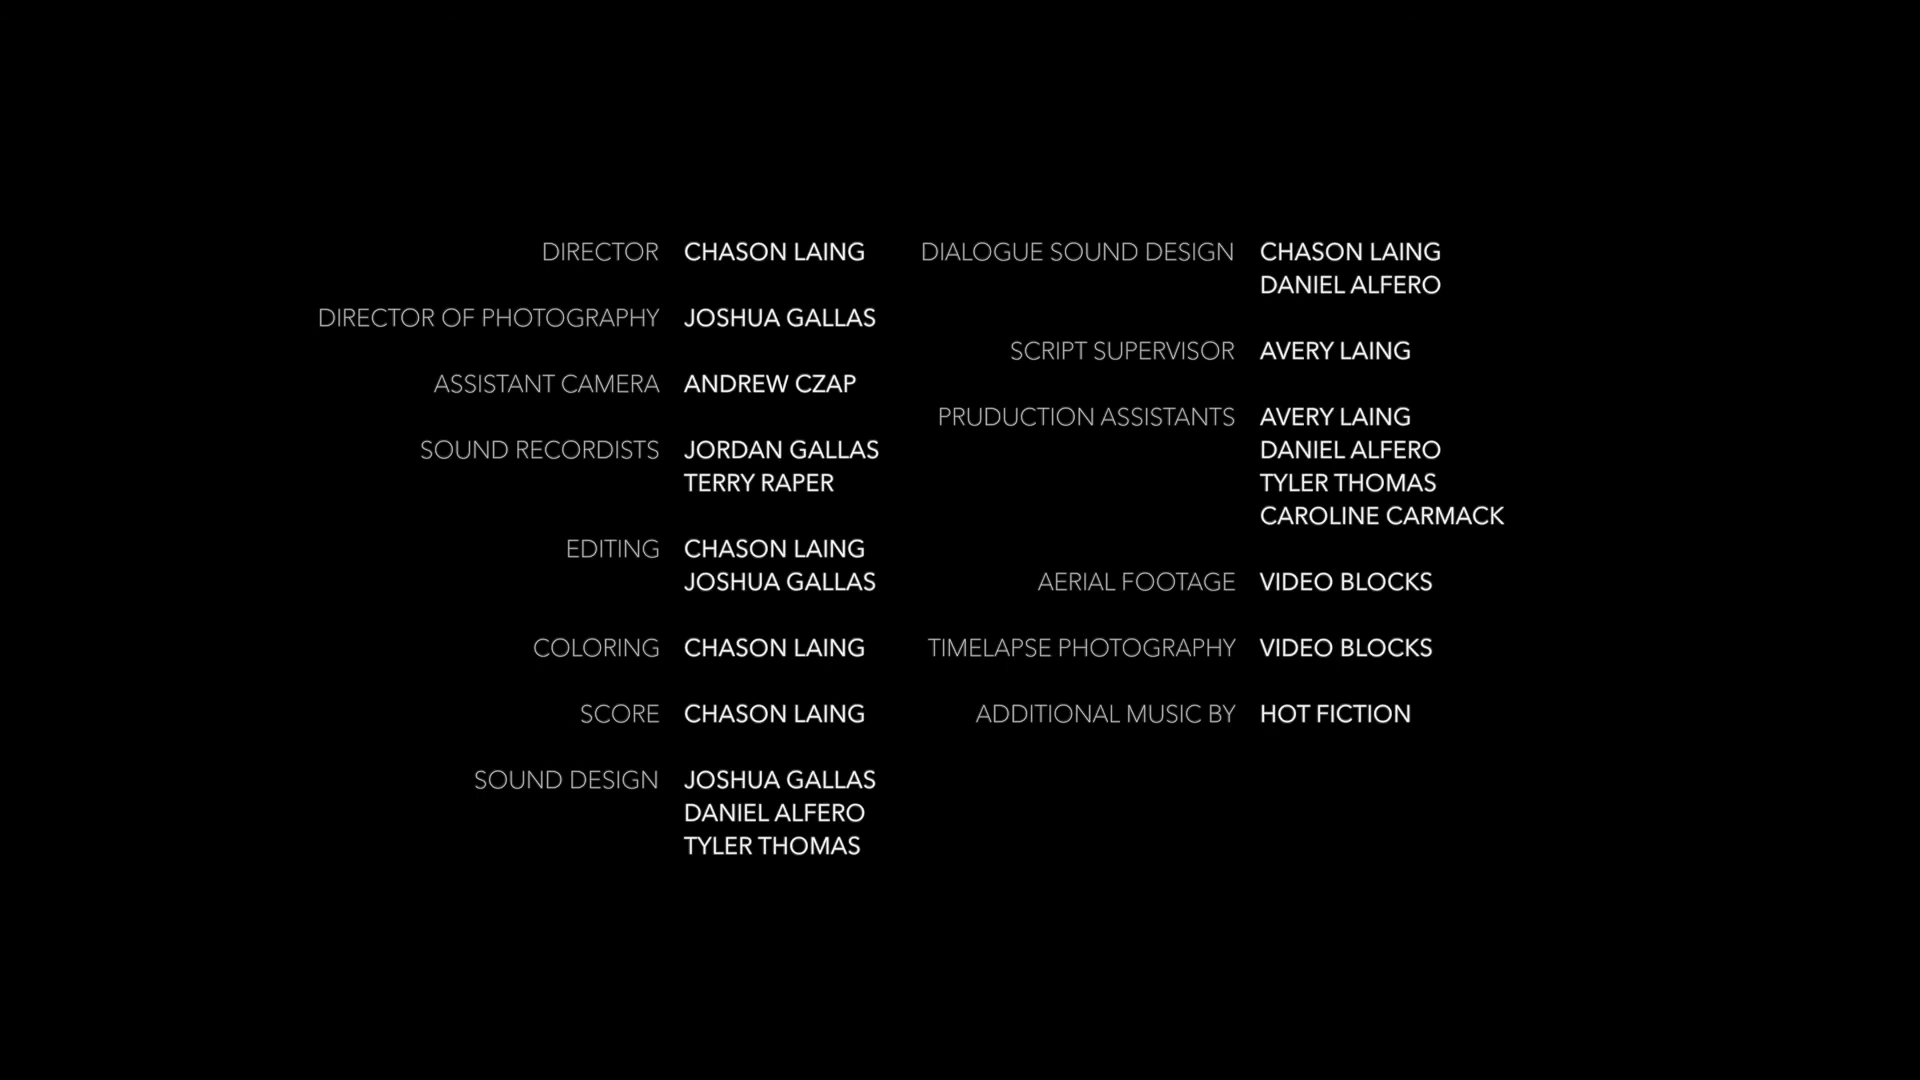 DIRECTOR CHASON LAING
DIRECTOR OF PHOTOGRAPHY JOSHUA GALLAS
ASSISTANT CAMERA ANDREW CZAP
SOUND RECORDISTS JORDAN GALLAS
TERRY RAPER
EDITING CHASON LAING
JOSHUA GALLAS
COLORING CHASON LAING
SCORE CHASON LAING
SOUND DESIGN JOSHUA GALLAS
DANIEL ALFERO
TYLER THOMAS
DIALOGUE SOUND DESIGN CHASON LAING
DANIEL ALFERO
SCRIPT SUPERVISOR AVERY LAING
PRUDUCTION ASSISTANTS AVERY LAING
DANIEL ALFERO
TYLER THOMAS
CAROLINE CARMACK
AERIAL FOOTAGE VIDEO BLOCKS
TIMELAPSE PHOTOGRAPHY VIDEO BLOCKS
ADDITIONAL MUSIC BY HOT FICTION